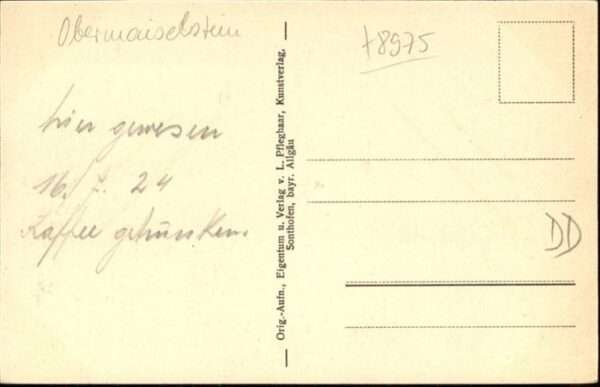 Obermaiselstein
hier gewesen
16. 7. 24
Kaffee getrunken.
Orig.-Aufn., Eigentum u. Verlag v. L. Pfleghaar, Kunstverlag,
Sonthofen, bayr. Allgäu
+8975
DD